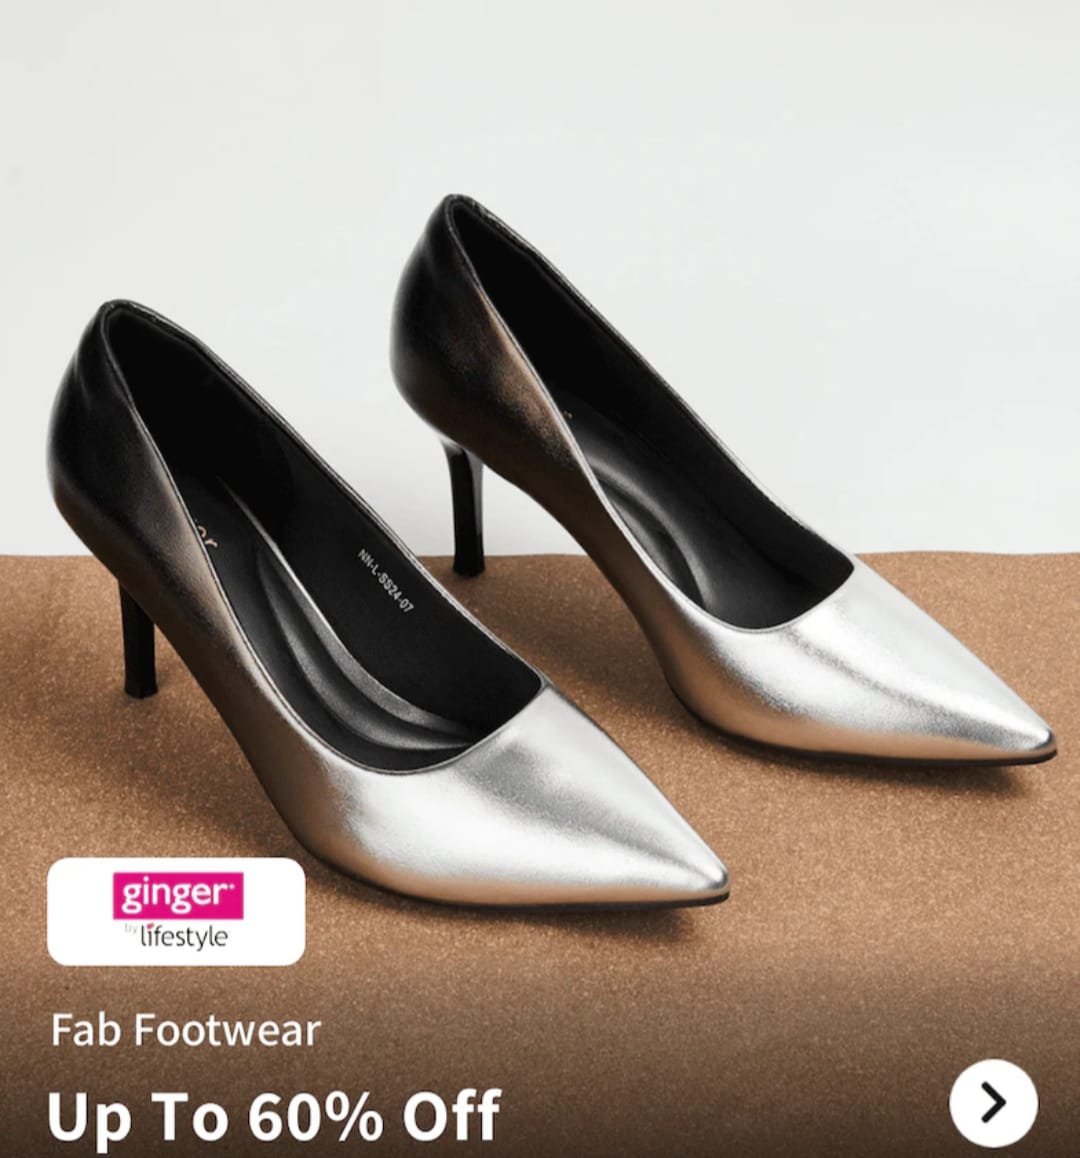 NN-L-SS24-07
ginger
by lifestyle
Fab Footwear
Up To 60% Off